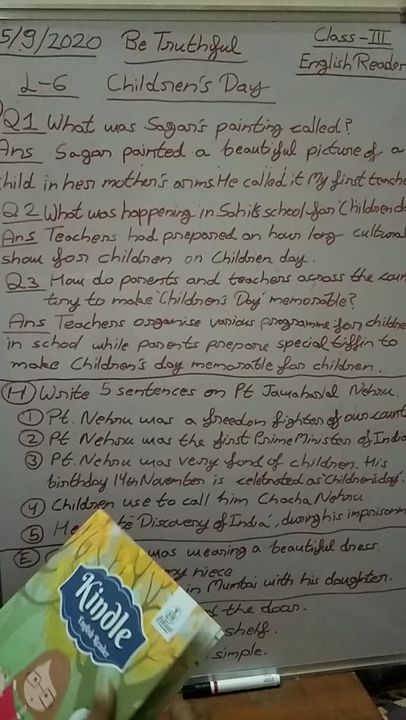 5/9/2020 Be Truthful Class-III
English Reader
L-6 Children's Day
Q1 What was Sagar's painting called?
Ans Sagar painted a beautiful picture of a
child in her mother's arms. He called it My first teache
Q2 What was happening in Sahil's school for 'Children's d
Ans Teachers had prepared an hour long cultural
show for children on Children day.
Q3 How do parents and teachers across the coun
try to make 'Children's Day' memorable?
Ans Teachers organise various programme for childre
in school while parents prepare special tiffin to
make Children's day memorable for children.
(H) Write 5 sentences on Pt Jawaharlal Nehru.
① Pt. Nehru was a freedom fighter of our count
② Pt Nehru was the first Prime Minister of India
③ Pt. Nehru was very fond of children. His
birthday 14th November is celebrated as 'Children's day'.
④ Children use to call him Chacha Nehru
⑤ He Discovery of India', during his imprisonm
(E) was wearing a beautiful dress.
my niece
in Mumbai with his daughter.
the door.
shelf.
simple.
Kindle
English Reader